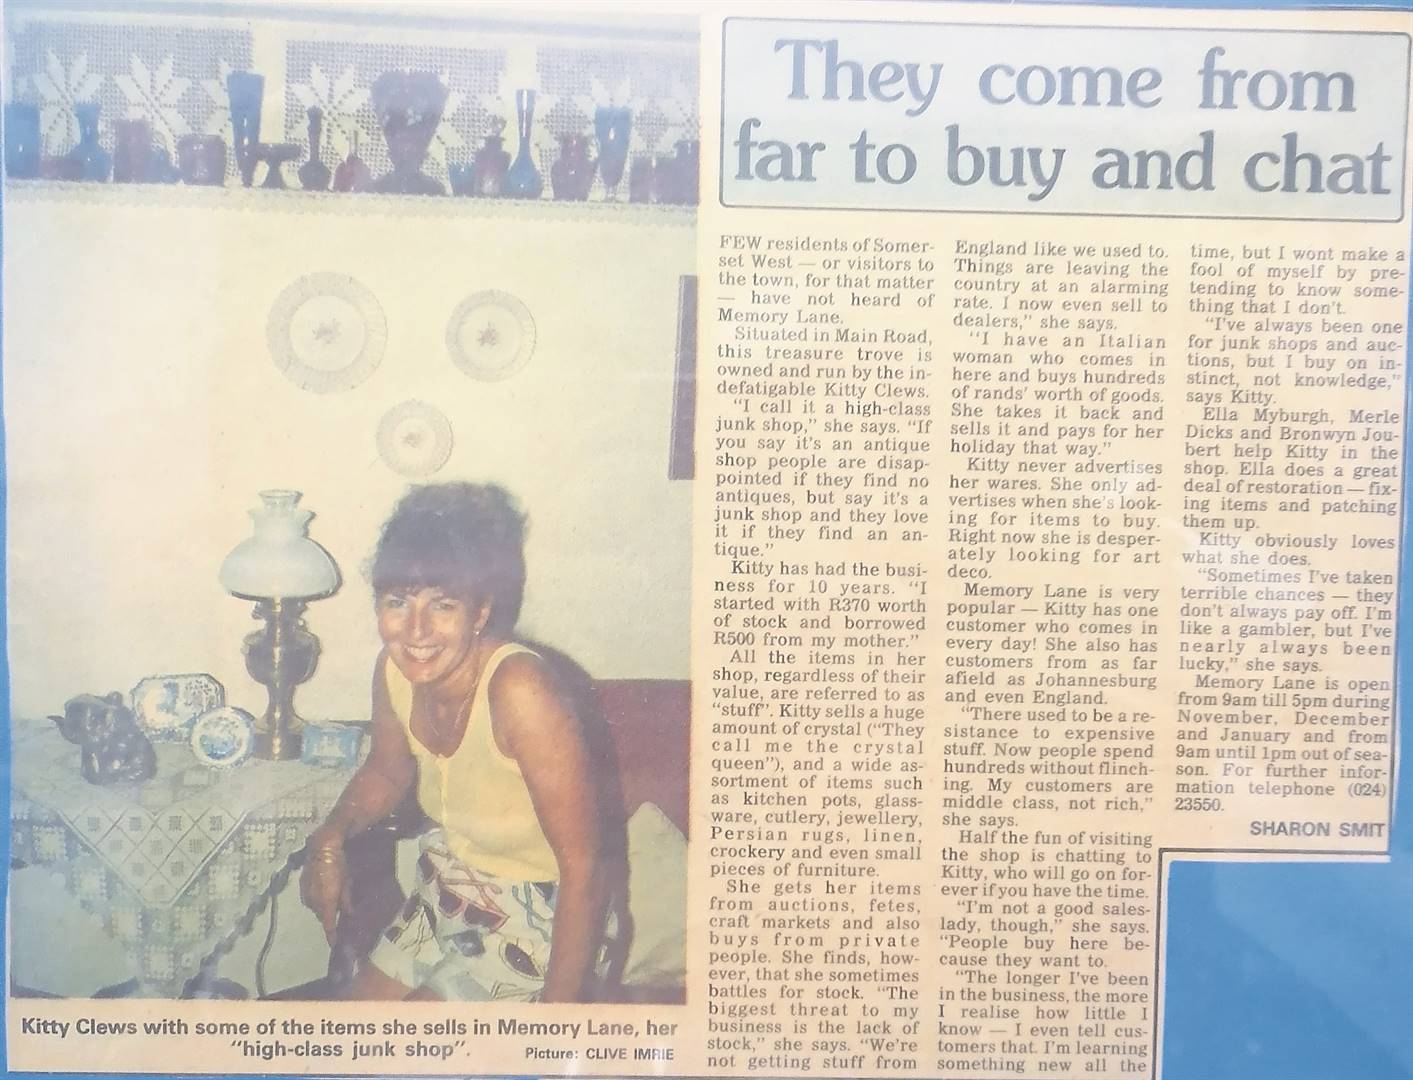 They come from
far to buy and chat
FEW residents of Somer-
set West — or visitors to
the town, for that matter
— have not heard of
Memory Lane.
Situated in Main Road,
this treasure trove is
owned and run by the in-
defatigable Kitty Clews.
"I call it a high-class
junk shop," she says. "If
you say it's an antique
shop people are disap-
pointed if they find no
antiques, but say it's a
junk shop and they love
it if they find an an-
tique."
Kitty has had the busi-
ness for 10 years. "I
started with R370 worth
of stock and borrowed
R500 from my mother."
All the items in her
shop, regardless of their
value, are referred to as
"stuff". Kitty sells a huge
amount of crystal ("They
call me the crystal
queen"), and a wide as-
sortment of items such
as kitchen pots, glass-
ware, cutlery, jewellery,
Persian rugs, linen,
crockery and even small
pieces of furniture.
She gets her items
from auctions, fetes,
craft markets and also
buys from private
people. She finds, how-
ever, that she sometimes
battles for stock. "The
biggest threat to my
business is the lack of
stock," she says. "We're
not getting stuff from
England like we used to.
Things are leaving the
country at an alarming
rate. I now even sell to
dealers," she says.
"I have an Italian
woman who comes in
here and buys hundreds
of rands' worth of goods.
She takes it back and
sells it and pays for her
holiday that way."
Kitty never advertises
her wares. She only ad-
vertises when she's look-
ing for items to buy.
Right now she is desper-
ately looking for art
deco.
Memory Lane is very
popular — Kitty has one
customer who comes in
every day! She also has
customers from as far
afield as Johannesburg
and even England.
"There used to be a re-
sistance to expensive
stuff. Now people spend
hundreds without flinch-
ing. My customers are
middle class, not rich,"
she says.
Half the fun of visiting
the shop is chatting to
Kitty, who will go on for-
ever if you have the time.
"I'm not a good sales-
lady, though," she says.
"People buy here be-
cause they want to.
"The longer I've been
in the business, the more
I realise how little I
know — I even tell cus-
tomers that. I'm learning
something new all the
time, but I wont make a
fool of myself by pre-
tending to know some-
thing that I don't.
"I've always been one
for junk shops and auc-
tions, but I buy on in-
stinct, not knowledge,"
says Kitty.
Ella Myburgh, Merle
Dicks and Bronwyn Jou-
bert help Kitty in the
shop. Ella does a great
deal of restoration — fix-
ing items and patching
them up.
Kitty obviously loves
what she does.
"Sometimes I've taken
terrible chances — they
don't always pay off. I'm
like a gambler, but I've
nearly always been
lucky," she says.
Memory Lane is open
from 9am till 5pm during
November, December
and January and from
9am until 1pm out of sea-
son. For further infor-
mation telephone (024)
23550.
SHARON SMIT
Kitty Clews with some of the items she sells in Memory Lane, her
"high-class junk shop".
Picture: CLIVE IMRIE